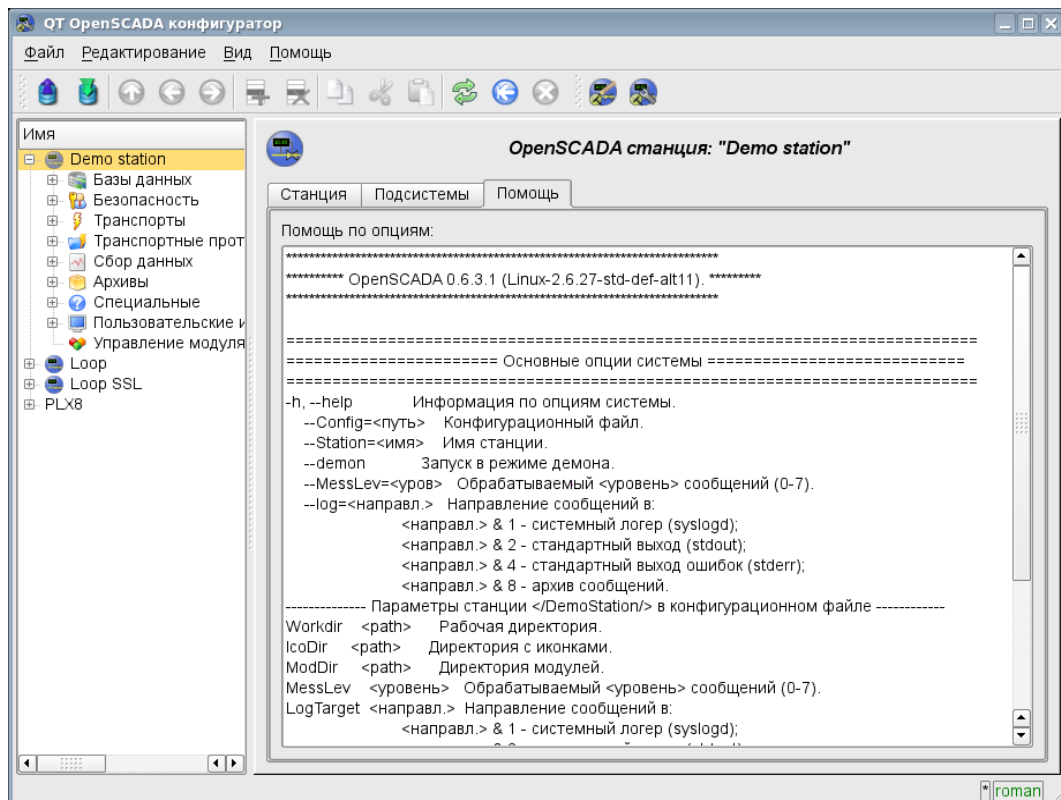 QT OpenSCADA конфигуратор
Файл Редактирование Вид Помощь
Имя
Demo station
Базы данных
Безопасность
Транспорты
Транспортные прот
Сбор данных
Архивы
Специальные
Пользовательские и
Управление модуля
Loop
Loop SSL
PLX8
OpenSCADA станция: "Demo station"
Станция Подсистемы Помощь
Помощь по опциям:
***************************************************************************
********** OpenSCADA 0.6.3.1 (Linux-2.6.27-std-def-alt11). *********
***************************************************************************
===========================================================================
======================= Основные опции системы ============================
===========================================================================
-h, --help Информация по опциям системы.
--Config=<путь> Конфигурационный файл.
--Station=<имя> Имя станции.
--demon Запуск в режиме демона.
--MessLev=<уров> Обрабатываемый <уровень> сообщений (0-7).
--log=<направл.> Направление сообщений в:
<направл.> & 1 - системный логер (syslogd);
<направл.> & 2 - стандартный выход (stdout);
<направл.> & 4 - стандартный выход ошибок (stderr);
<направл.> & 8 - архив сообщений.
-------------- Параметры станции </DemoStation/> в конфигурационном файле ------------
Workdir <path> Рабочая директория.
IcoDir <path> Директория с иконками.
ModDir <path> Директория модулей.
MessLev <уровень> Обрабатываемый <уровень> сообщений (0-7).
LogTarget <направл.> Направление сообщений в:
<направл.> & 1 - системный логер (syslogd);
* roman